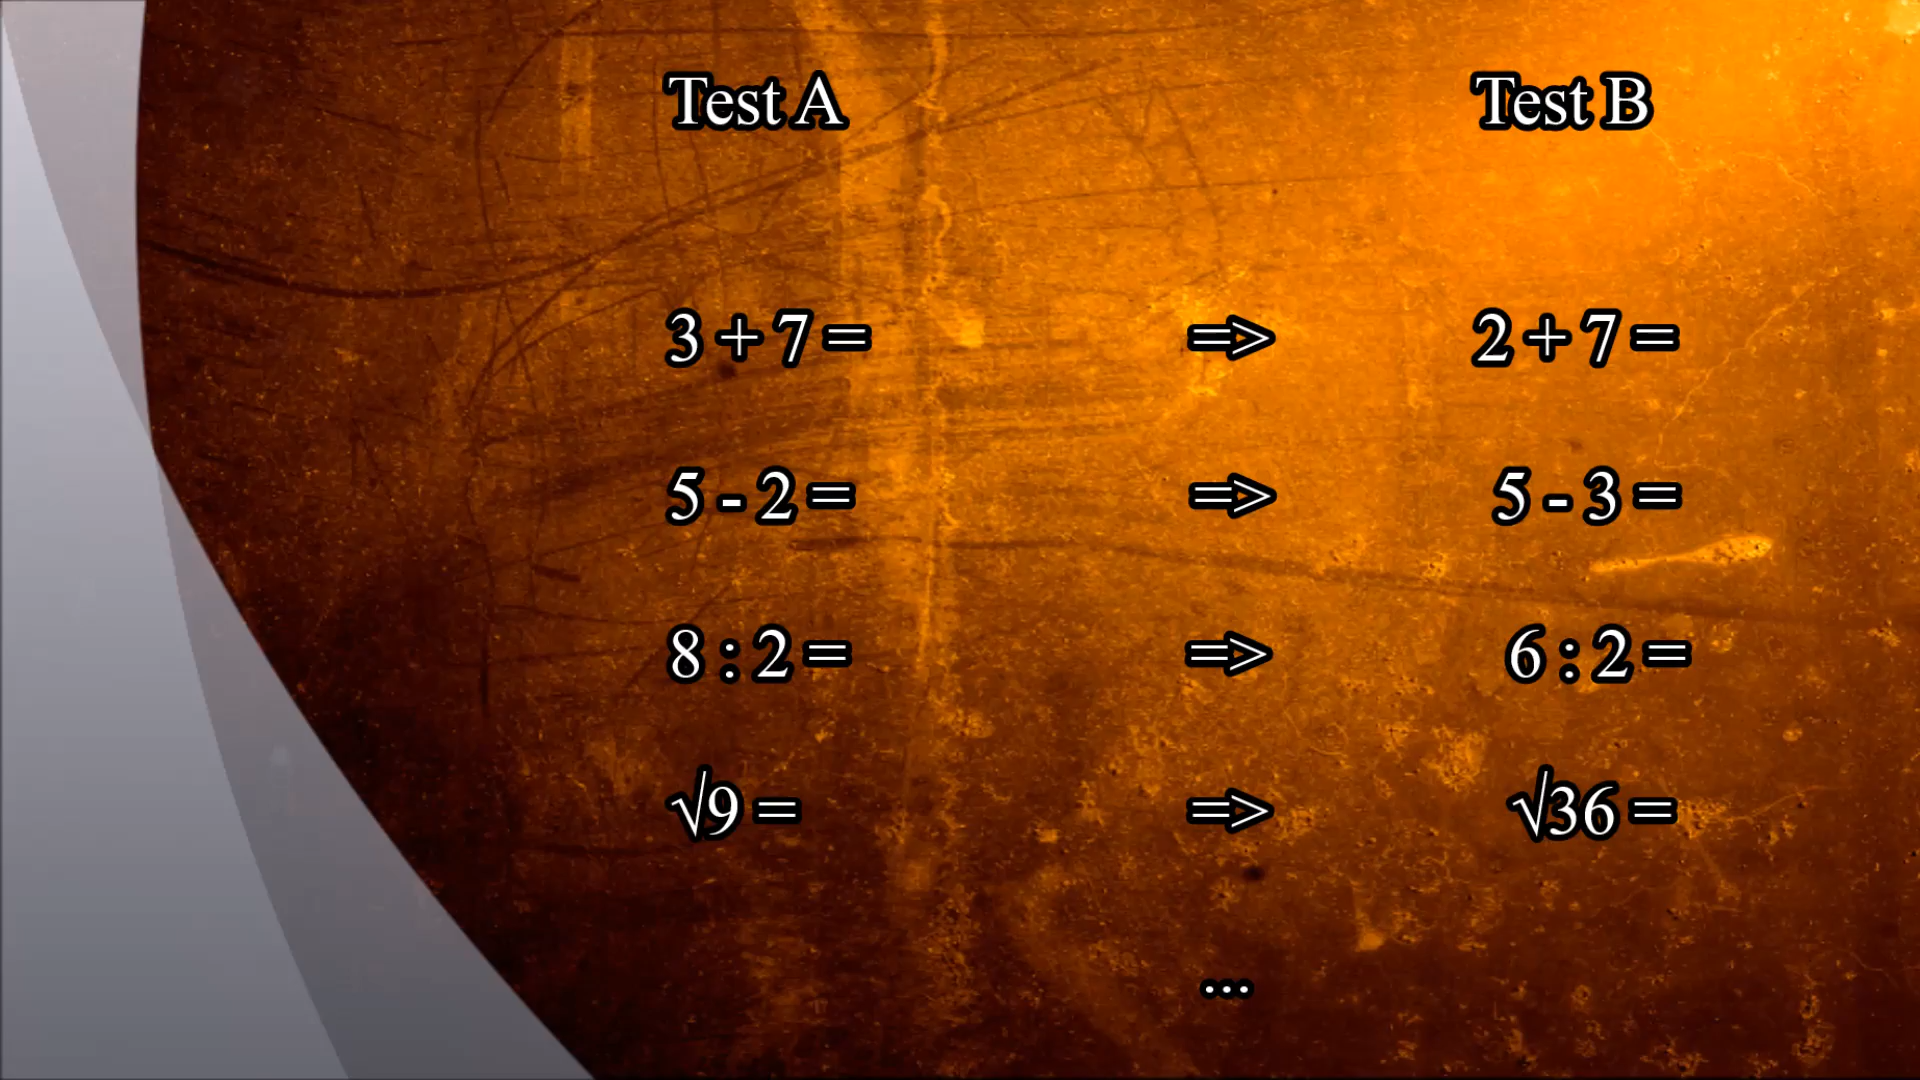 Test A Test B
3 + 7 = => 2 + 7 =
5 - 2 = => 5 - 3 =
8 : 2 = => 6 : 2 =
√9 = => √36 =
...